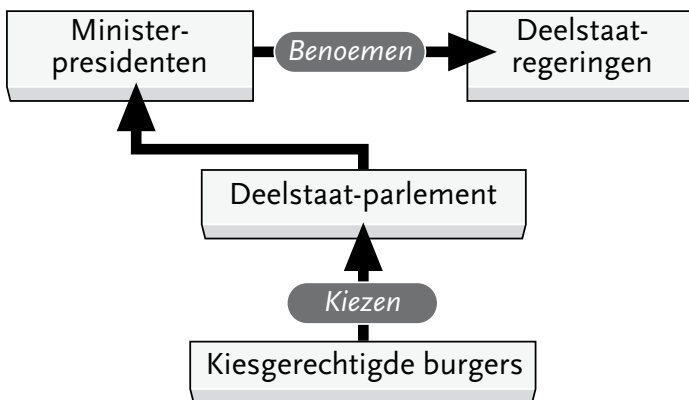 Minister-
presidenten
Benoemen
Deelstaat-
regeringen
Deelstaat-parlement
Kiezen
Kiesgerechtigde burgers